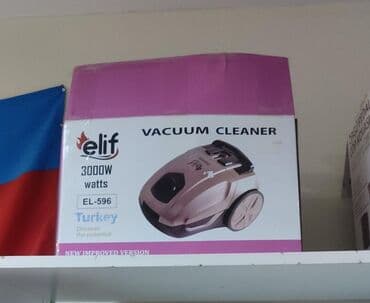 elif
VACUUM CLEANER
3000W
watts
EL-596
Turkey
NEW IMPROVED VERSION